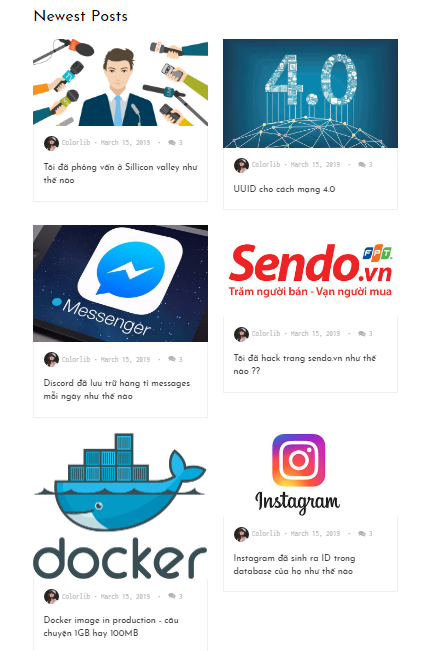 Newest Posts
Colorlib • March 15, 2019 • 3
Tôi đã phỏng vấn ở Sillicon valley như
thế nào
4.0
Colorlib • March 15, 2019 • 3
UUID cho cách mạng 4.0
Messenger
Colorlib • March 15, 2019 • 3
Discord đã lưu trữ hàng tỉ messages
mỗi ngày như thế nào
FPT
Sendo.vn
Trăm người bán - Vạn người mua
Colorlib • March 15, 2019 • 3
Tôi đã hack trang sendo.vn như thế
nào ??
docker
Colorlib • March 15, 2019 • 3
Docker image in production - câu
chuyện 1GB hay 100MB
Instagram
Colorlib • March 15, 2019 • 3
Instagram đã sinh ra ID trong
database của họ như thế nào